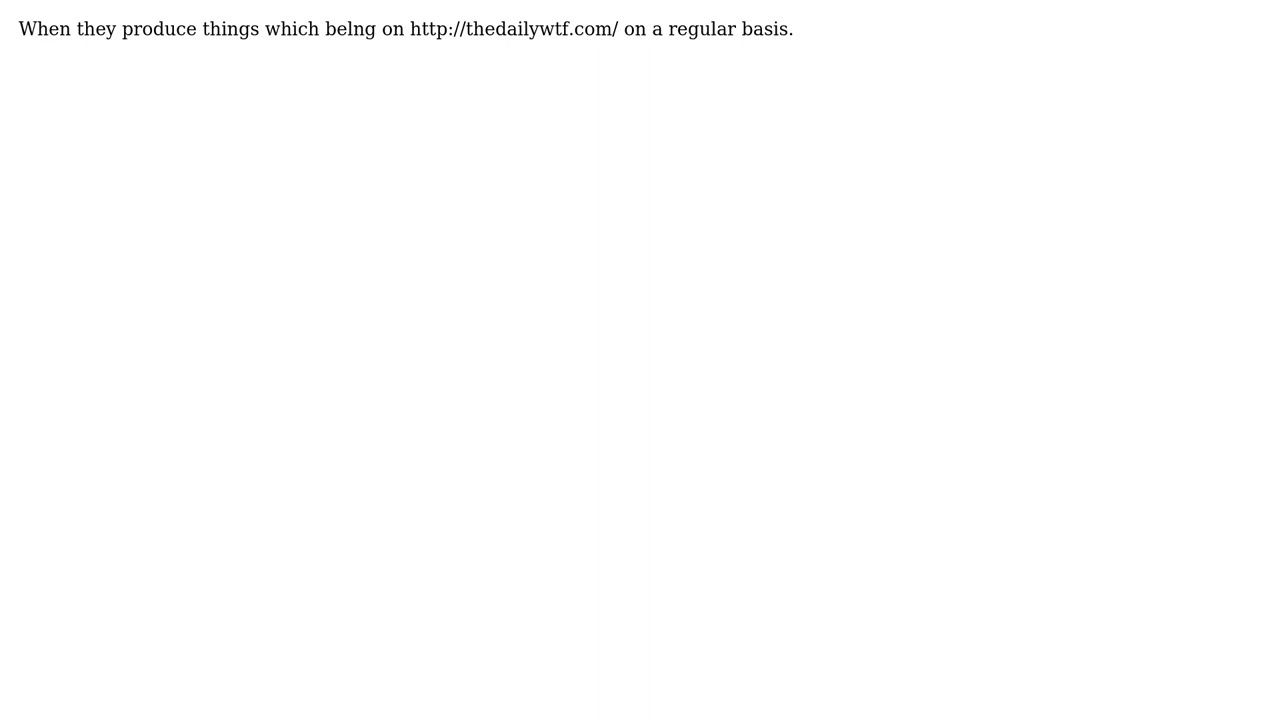 When they produce things which belng on http://thedailywtf.com/ on a regular basis.